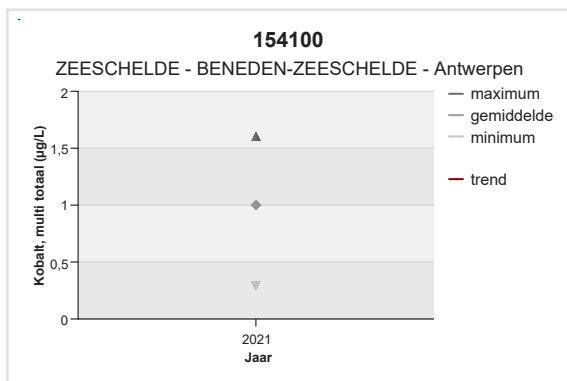 154100
ZEESCHELDE - BENEDEN-ZEESCHELDE - Antwerpen
Kobalt, multi totaal (µg/L)
2
1,5
1
0,5
0
2021
Jaar
maximum
gemiddelde
minimum
trend